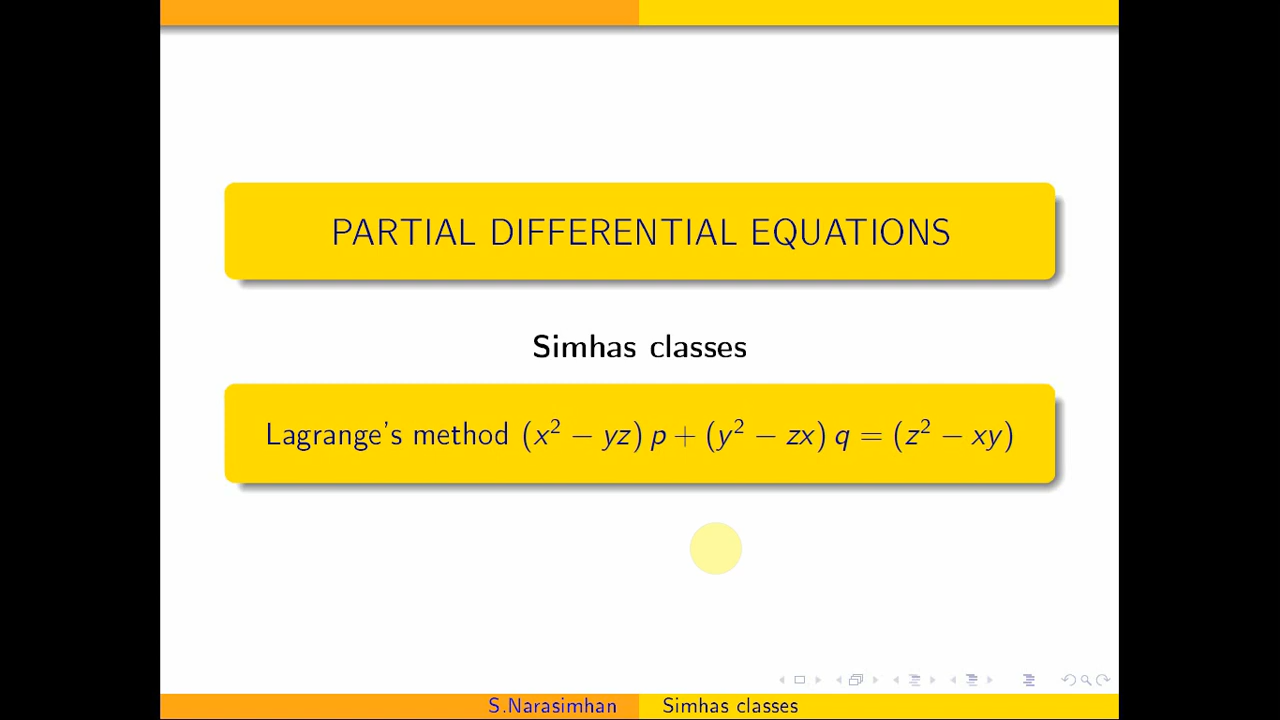 PARTIAL DIFFERENTIAL EQUATIONS
Simhas classes
Lagrange's method (x² − yz) p + (y² − zx) q = (z² − xy)
S.Narasimhan
Simhas classes